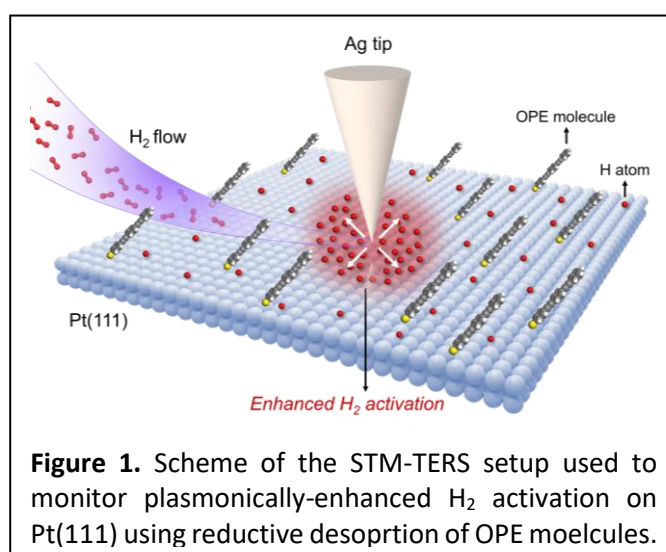 Ag tip
OPE molecule
H₂ flow
H atom
Pt(111)
Enhanced H₂ activation
Figure 1. Scheme of the STM-TERS setup used to
monitor plasmonically-enhanced H₂ activation on
Pt(111) using reductive desoprtion of OPE moelcules.